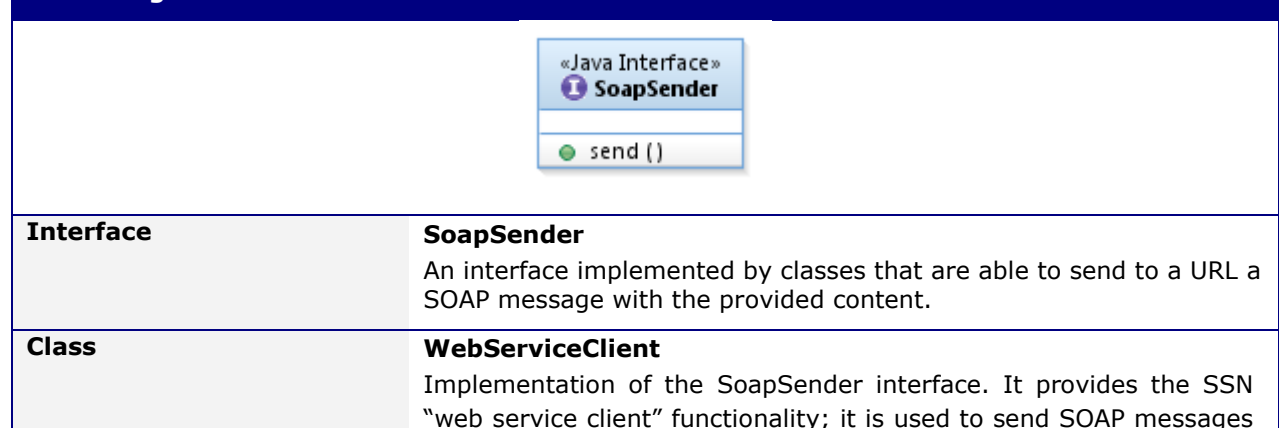 «Java Interface»
I SoapSender
send ()
Interface
SoapSender
An interface implemented by classes that are able to send to a URL a
SOAP message with the provided content.
Class
WebServiceClient
Implementation of the SoapSender interface. It provides the SSN
“web service client” functionality; it is used to send SOAP messages